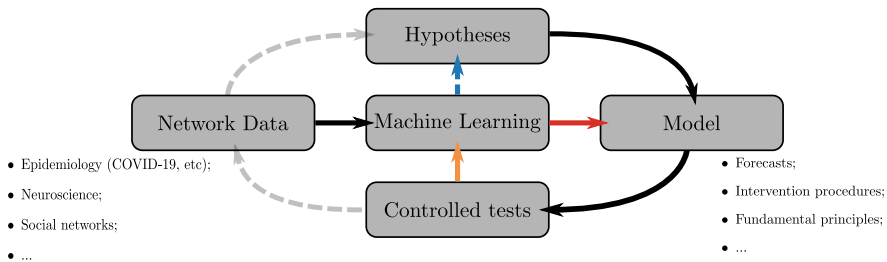 Hypotheses
Network Data
Machine Learning
Model
Controlled tests
• Epidemiology (COVID-19, etc);
• Neuroscience;
• Social networks;
• ...
• Forecasts;
• Intervention procedures;
• Fundamental principles;
• ...